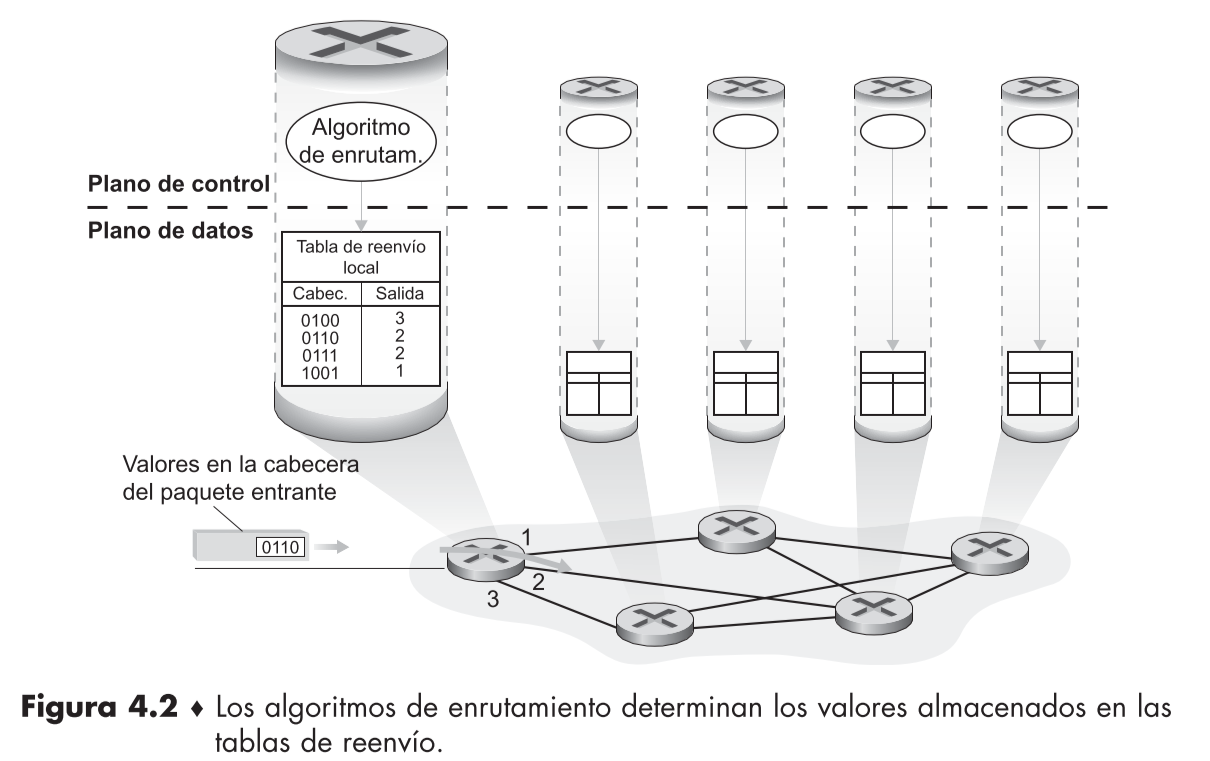 Algoritmo
de enrutam.
Plano de control
Plano de datos
Tabla de reenvío
local
Cabec. Salida
0100 3
0110 2
0111 2
1001 1
Valores en la cabecera
del paquete entrante
0110
1
2
3
Figura 4.2 ♦ Los algoritmos de enrutamiento determinan los valores almacenados en las
tablas de reenvío.